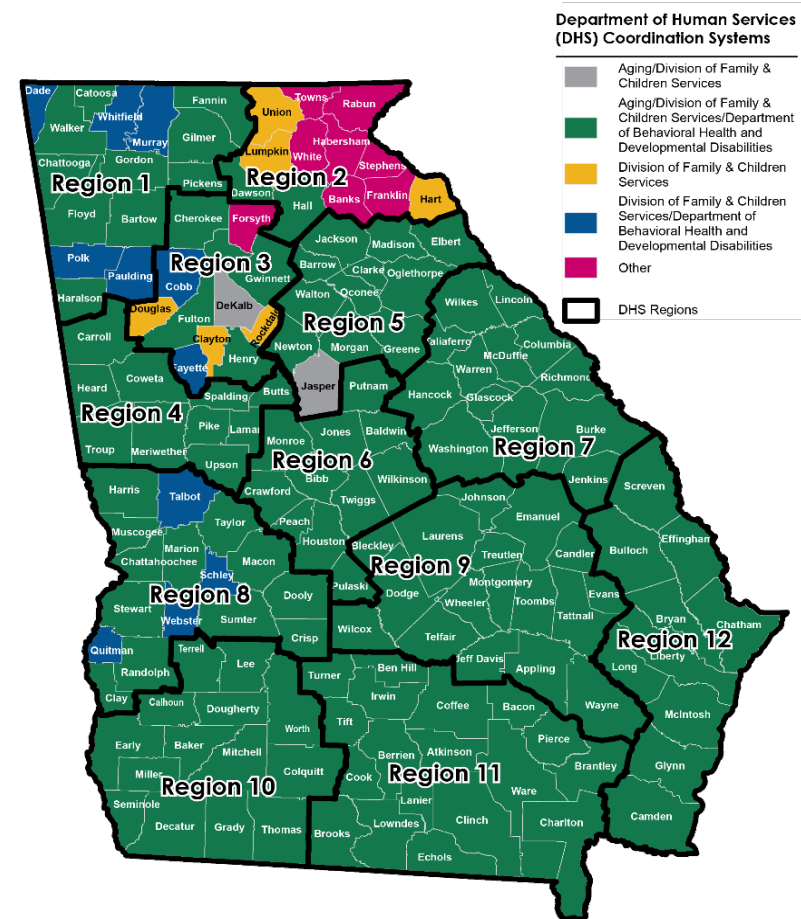 Department of Human Services
(DHS) Coordination Systems
Aging/Division of Family &
Children Services
Aging/Division of Family &
Children Services/Department
of Behavioral Health and
Developmental Disabilities
Division of Family & Children
Services
Division of Family & Children
Services/Department of
Behavioral Health and
Developmental Disabilities
Other
DHS Regions
Dade
Catoosa
Fannin
Whitfield
Walker
Murray
Gilmer
Chattooga
Gordon
Region 1
Pickens
Floyd
Bartow
Polk
Paulding
Haralson
Union
Towns
Rabun
Lumpkin
White
Habersham
Stephens
Region 2
Dawson
Hall
Banks
Franklin
Hart
Cherokee
Forsyth
Region 3
Cobb
Gwinnett
DeKalb
Douglas
Fulton
Rockdale
Clayton
Fayette
Henry
Carroll
Coweta
Heard
Spalding
Butts
Region 4
Pike
Lamar
Troup
Meriwether
Upson
Jackson
Madison
Elbert
Barrow
Clarke
Oglethorpe
Walton
Oconee
Region 5
Newton
Morgan
Greene
Jasper
Putnam
Jones
Baldwin
Monroe
Region 6
Bibb
Wilkinson
Crawford
Twiggs
Peach
Houston
Pulaski
Wilkes
Lincoln
aliaferro
McDuffie
Columbia
Warren
Richmond
Hancock
Glascock
Jefferson
Burke
Washington
Region 7
Jenkins
Harris
Talbot
Taylor
Muscogee
Marion
Chattahoochee
Macon
Schley
Region 8
Dooly
Stewart
Webster
Sumter
Crisp
Quitman
Randolph
Clay
Johnson
Emanuel
Laurens
Bleckley
Treutlen
Candler
Region 9
Montgomery
Dodge
Wheeler
Toombs
Evans
Tattnall
Wilcox
Telfair
Jeff Davis
Appling
Wayne
Terrell
Lee
Calhoun
Dougherty
Worth
Early
Baker
Mitchell
Miller
Colquitt
Region 10
Seminole
Decatur
Grady
Thomas
Turner
Ben Hill
Irwin
Coffee
Bacon
Tift
Pierce
Berrien
Atkinson
Brantley
Cook
Region 11
Ware
Lanier
Brooks
Lowndes
Clinch
Charlton
Echols
Screven
Effingham
Bulloch
Bryan
Chatham
Region 12
Liberty
Long
McIntosh
Glynn
Camden